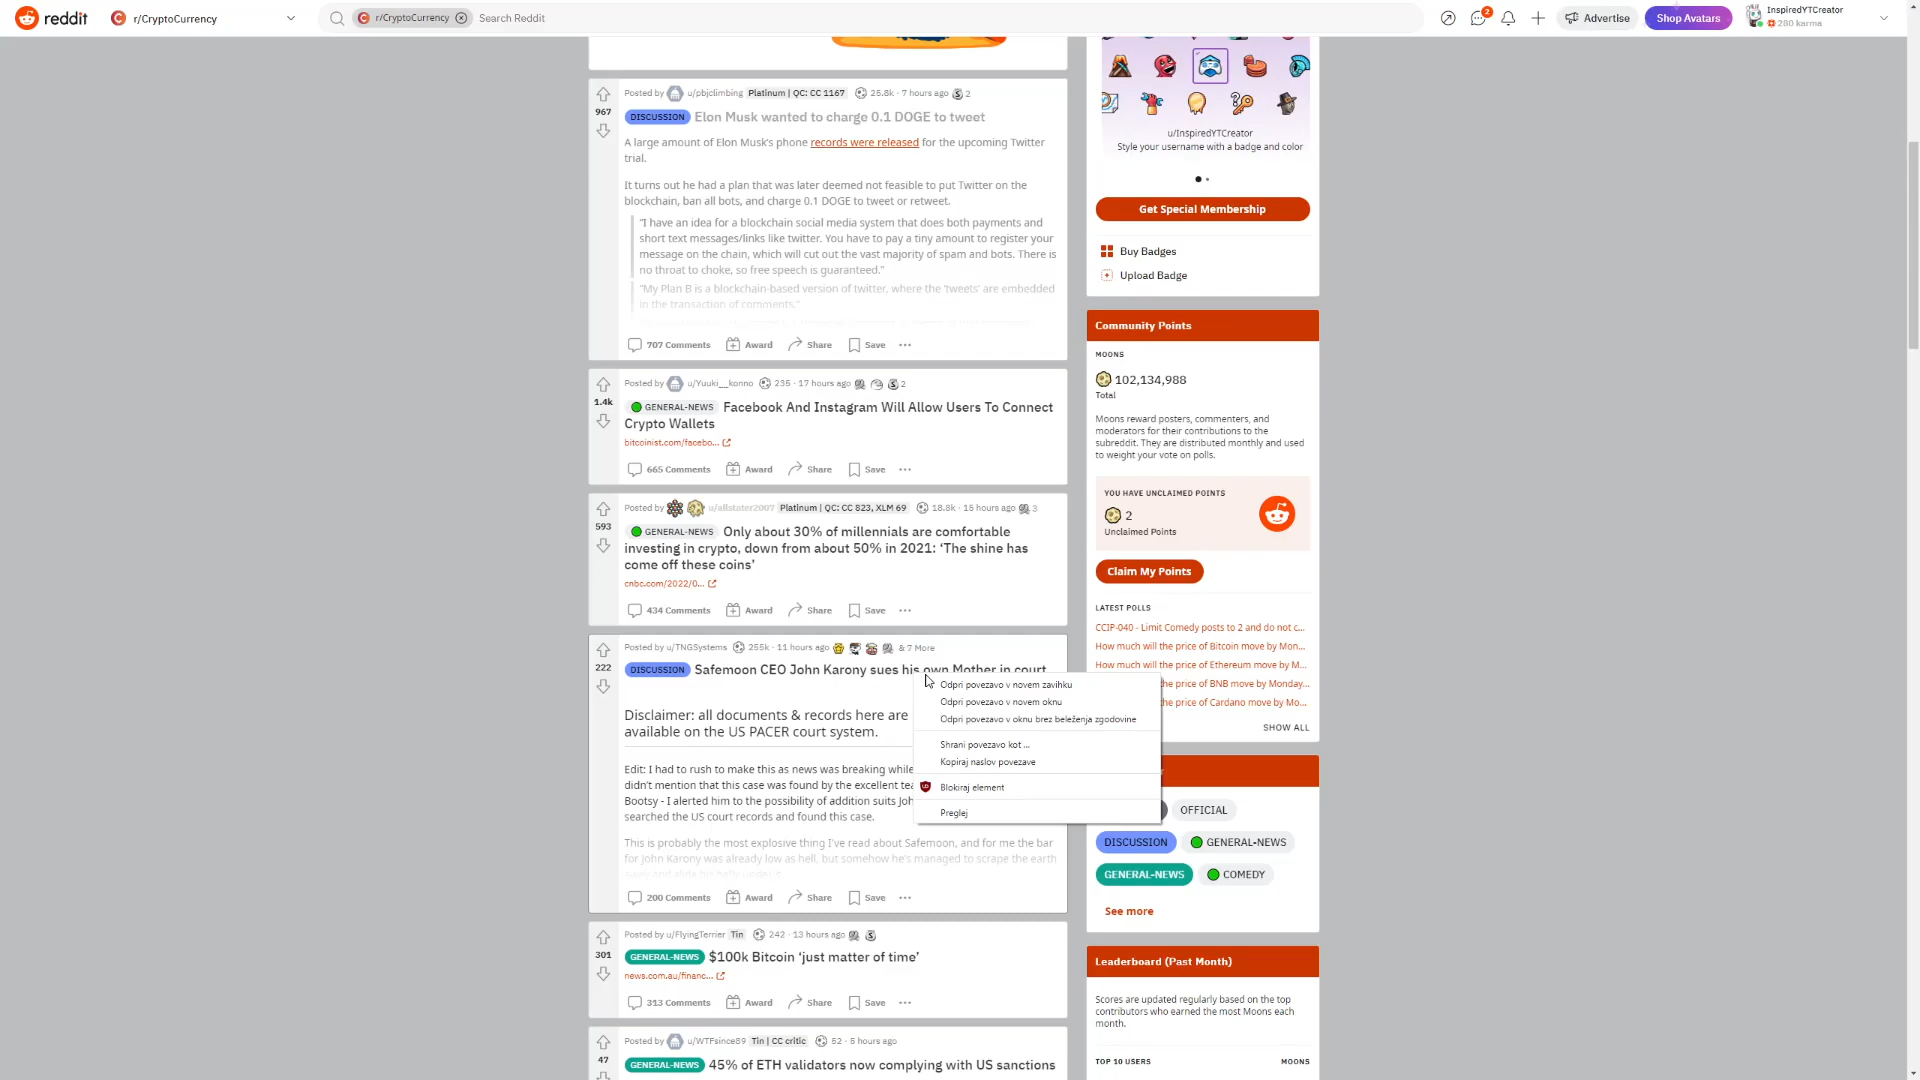 reddit
r/CryptoCurrency
r/CryptoCurrency
Search Reddit
2
Advertise
Shop Avatars
InspiredYTCreator
280 karma
967
Posted by u/pbjclimbing Platinum | QC: CC 1167 25.8k · 7 hours ago 2
DISCUSSION Elon Musk wanted to charge 0.1 DOGE to tweet
A large amount of Elon Musk's phone records were released for the upcoming Twitter
trial.
It turns out he had a plan that was later deemed not feasible to put Twitter on the
blockchain, ban all bots, and charge 0.1 DOGE to tweet or retweet.
"I have an idea for a blockchain social media system that does both payments and
short text messages/links like twitter. You have to pay a tiny amount to register your
message on the chain, which will cut out the vast majority of spam and bots. There is
no throat to choke, so free speech is guaranteed."
"My Plan B is a blockchain-based version of twitter, where the 'tweets' are embedded
in the transaction of comments."
707 Comments Award Share Save
1.4k
Posted by u/Yuuki__konno 235 · 17 hours ago 2
GENERAL-NEWS Facebook And Instagram Will Allow Users To Connect
Crypto Wallets
bitcoinist.com/facebo...
665 Comments Award Share Save
593
Posted by u/allstater2007 Platinum | QC: CC 823, XLM 69 18.8k · 15 hours ago 3
GENERAL-NEWS Only about 30% of millennials are comfortable
investing in crypto, down from about 50% in 2021: ‘The shine has
come off these coins’
cnbc.com/2022/0...
434 Comments Award Share Save
222
Posted by u/TNGSystems 255k · 11 hours ago & 7 More
DISCUSSION Safemoon CEO John Karony sues his own Mother in court
Disclaimer: all documents & records here are
available on the US PACER court system.
Edit: I had to rush to make this as news was breaking while
didn't mention that this case was found by the excellent
Bootsy - I alerted him to the possibility of addition suits
searched the US court records and found this case.
This is probably the most explosive thing I've read about Safemoon, and for me the bar
for John Karony was already low as hell, but somehow he's managed to scrape the earth
200 Comments Award Share Save
Odpri povezavo v novem zavihku
Odpri povezavo v novem oknu
Odpri povezavo v oknu brez beleženja zgodovine
Shrani povezavo kot ...
Kopiraj naslov povezave
Blokiraj element
Preglej
301
Posted by u/FlyingTerrier Tin 242 · 13 hours ago
GENERAL-NEWS $100k Bitcoin ‘just matter of time’
news.com.au/financ...
313 Comments Award Share Save
47
Posted by u/WTFsince89 Tin | CC critic 52 · 5 hours ago
GENERAL-NEWS 45% of ETH validators now complying with US sanctions
u/InspiredYTCreator
Style your username with a badge and color
Get Special Membership
Buy Badges
Upload Badge
Community Points
MOONS
102,134,988
Total
Moons reward posters, commenters, and
moderators for their contributions to the
subreddit. They are distributed monthly and used
to weight your vote on polls.
YOU HAVE UNCLAIMED POINTS
2
Unclaimed Points
Claim My Points
LATEST POLLS
CCIP-040 - Limit Comedy posts to 2 and do not c...
How much will the price of Bitcoin move by Mon...
How much will the price of Ethereum move by M...
the price of BNB move by Monday...
the price of Cardano move by Mo...
SHOW ALL
OFFICIAL
DISCUSSION GENERAL-NEWS
GENERAL-NEWS COMEDY
See more
Leaderboard (Past Month)
Scores are updated regularly based on the top
contributors who earned the most Moons each
month.
TOP 10 USERS MOONS